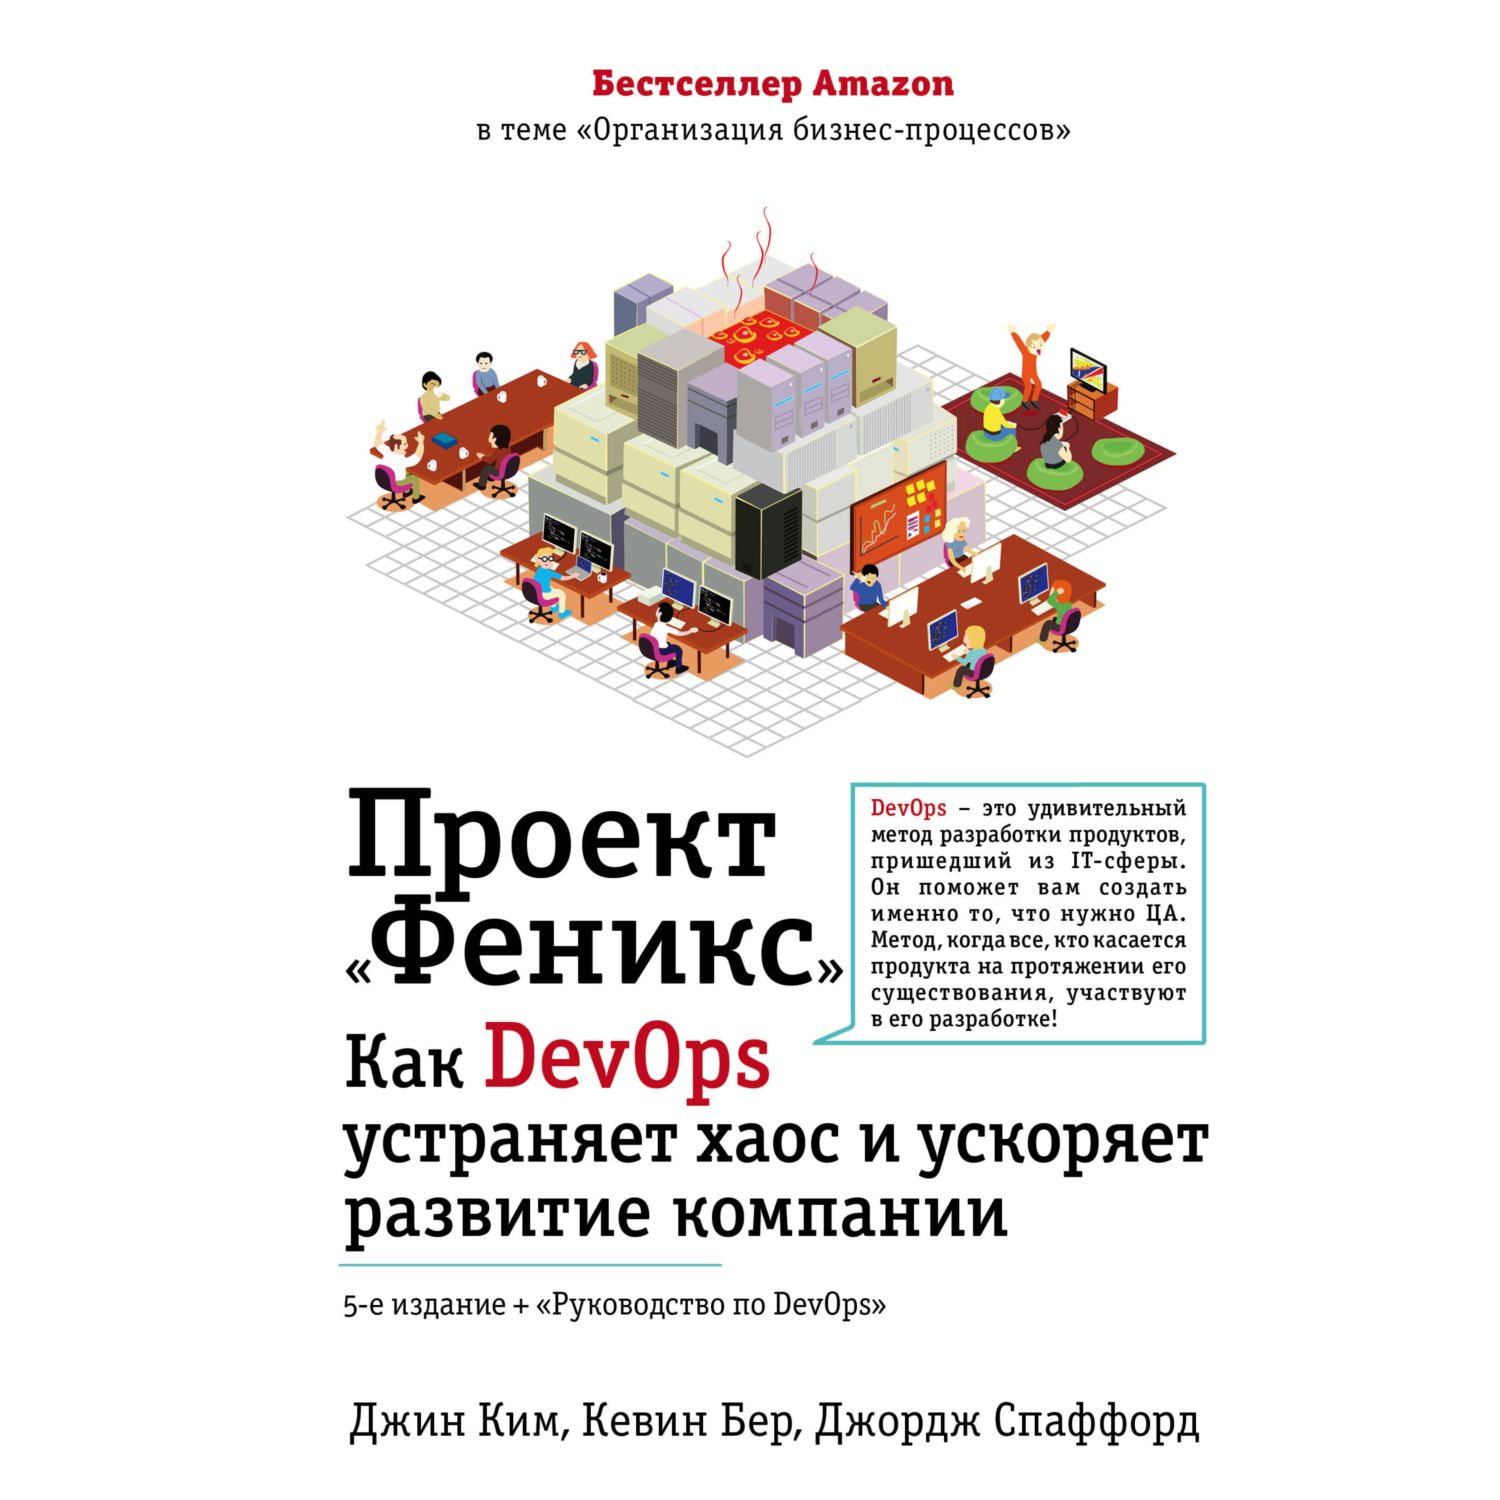 Бестселлер Amazon
в теме «Организация бизнес-процессов»
Проект
«Феникс»
Как DevOps
устраняет хаос и ускоряет
развитие компании
DevOps – это удивительный
метод разработки продуктов,
пришедший из IT-сферы.
Он поможет вам создать
именно то, что нужно ЦА.
Метод, когда все, кто касается
продукта на протяжении его
существования, участвуют
в его разработке!
5-е издание + «Руководство по DevOps»
Джин Ким, Кевин Бер, Джордж Спаффорд